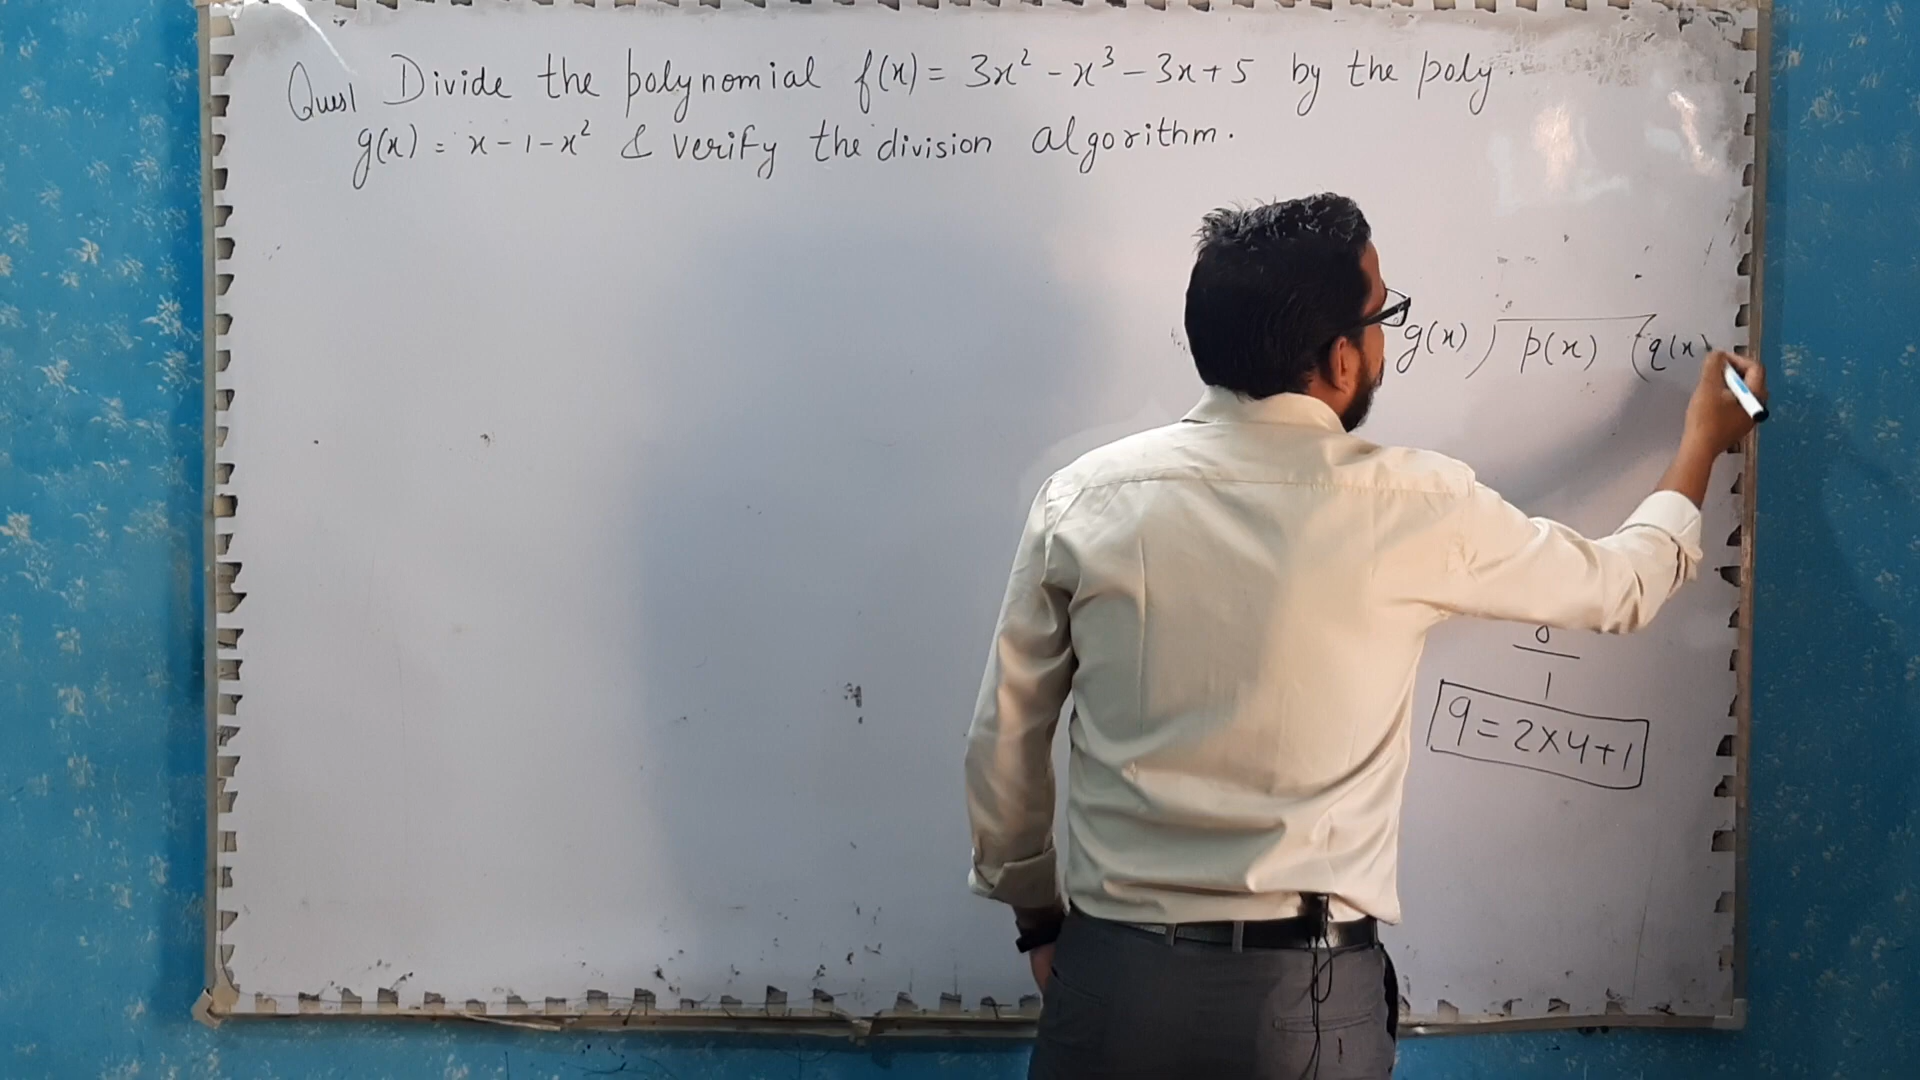 Ques1 Divide the polynomial f(x) = 3x² - x³ - 3x + 5 by the poly.
g(x) = x - 1 - x² & verify the division algorithm.
g(x) ) p(x) ( q(x)
0
1
9 = 2×4+1